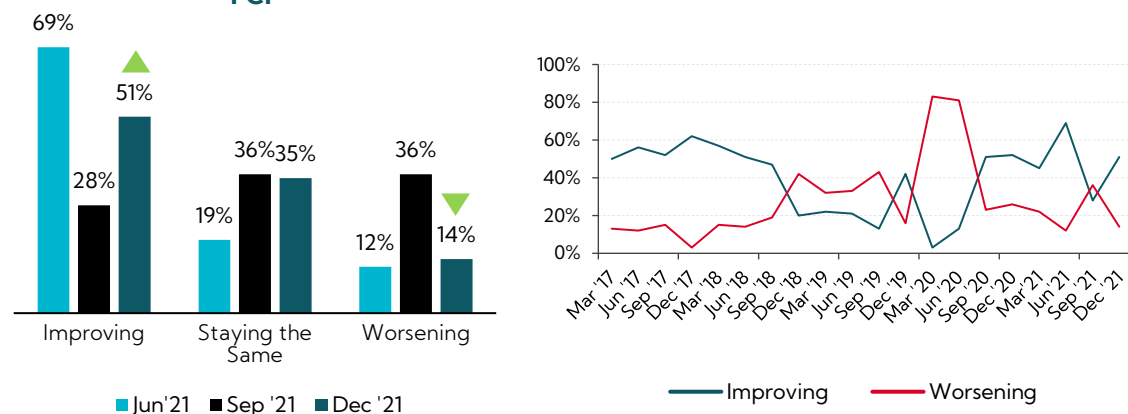 69%
28%
51%
19%
36%
35%
12%
36%
14%
Improving
Staying the
Same
Worsening
Jun'21 Sep '21 Dec '21
100%
80%
60%
40%
20%
0%
Mar '17
Jun '17
Sep '17
Dec '17
Mar '18
Jun '18
Sep '18
Dec '18
Mar '19
Jun '19
Sep '19
Dec '19
Mar '20
Jun '20
Sep '20
Dec '20
Mar'21
Jun '21
Sep '21
Dec '21
Improving Worsening